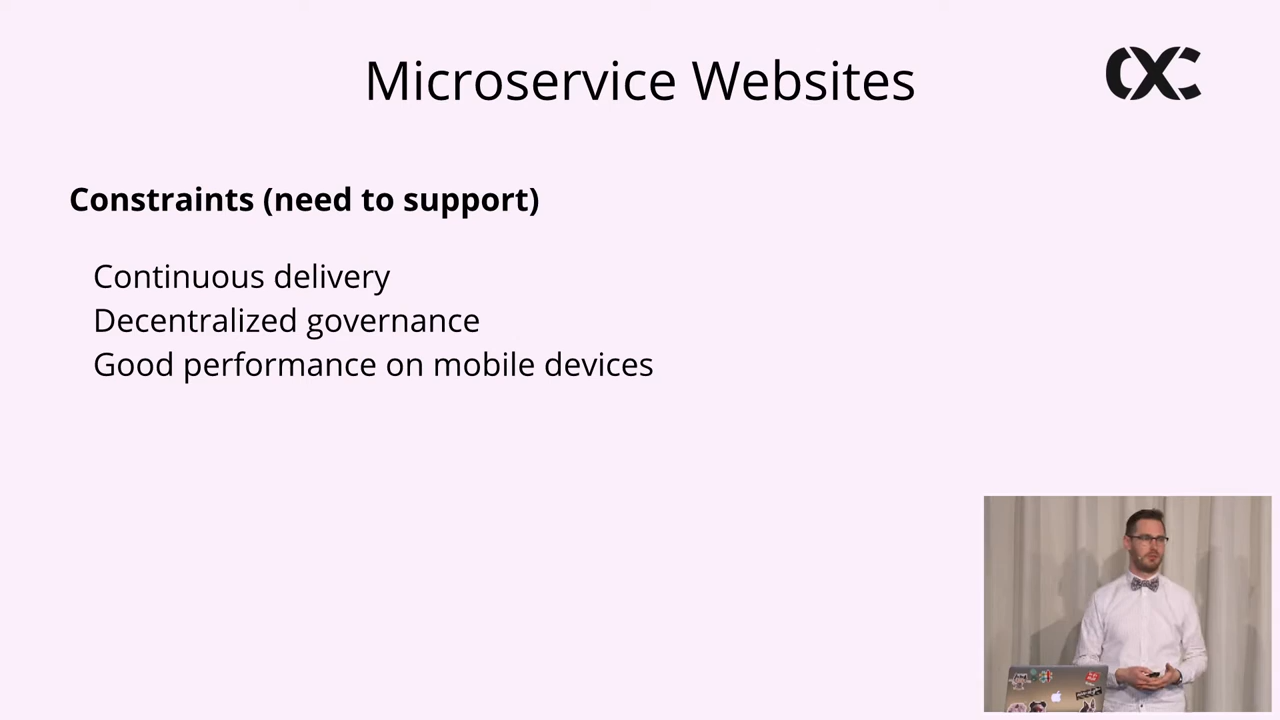 Microservice Websites
Constraints (need to support)
Continuous delivery
Decentralized governance
Good performance on mobile devices